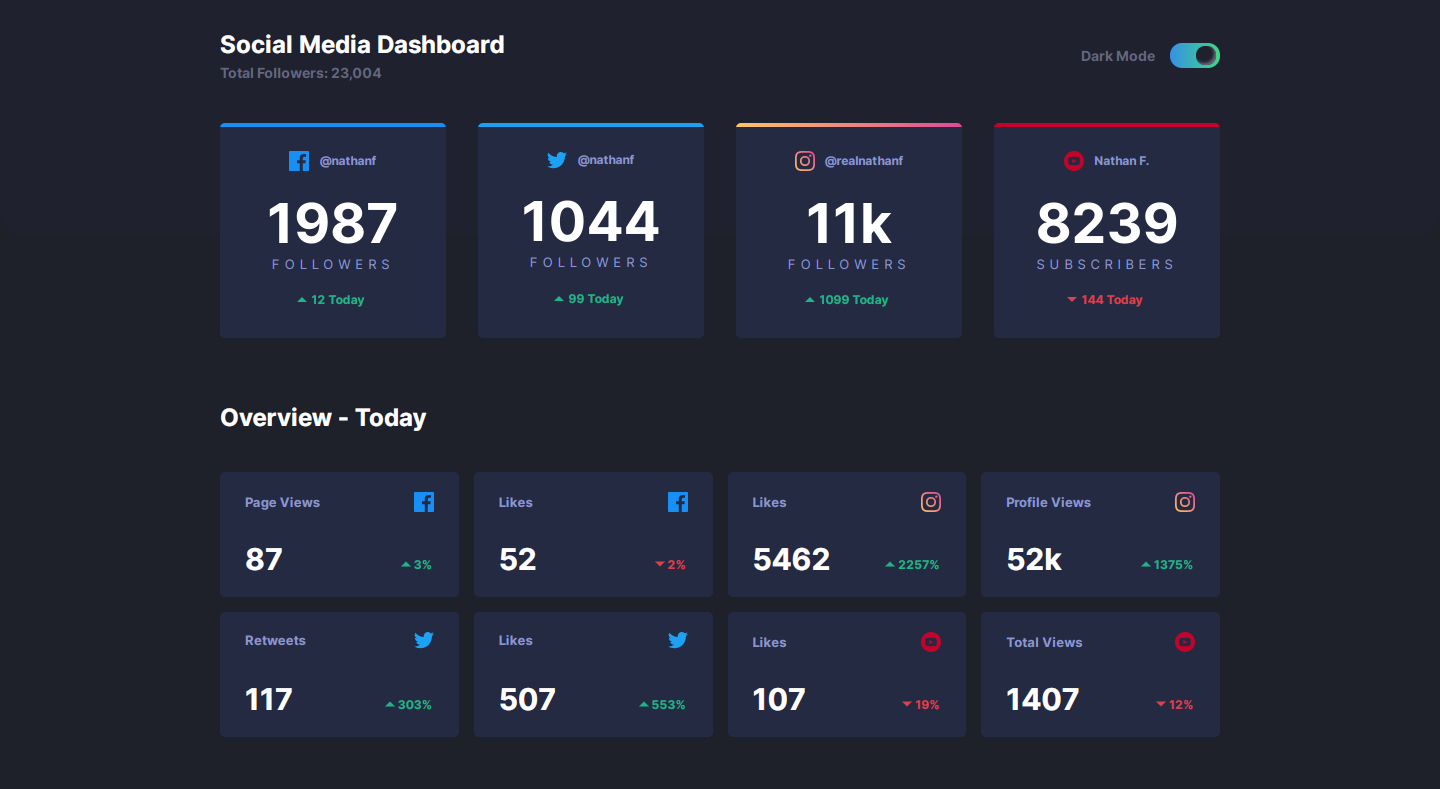 Social Media Dashboard
Total Followers: 23,004
Dark Mode
@nathanf
1987
FOLLOWERS
12 Today
@nathanf
1044
FOLLOWERS
99 Today
@realnathanf
11k
FOLLOWERS
1099 Today
Nathan F.
8239
SUBSCRIBERS
144 Today
Overview - Today
Page Views
87
3%
Likes
52
2%
Likes
5462
2257%
Profile Views
52k
1375%
Retweets
117
303%
Likes
507
553%
Likes
107
19%
Total Views
1407
12%